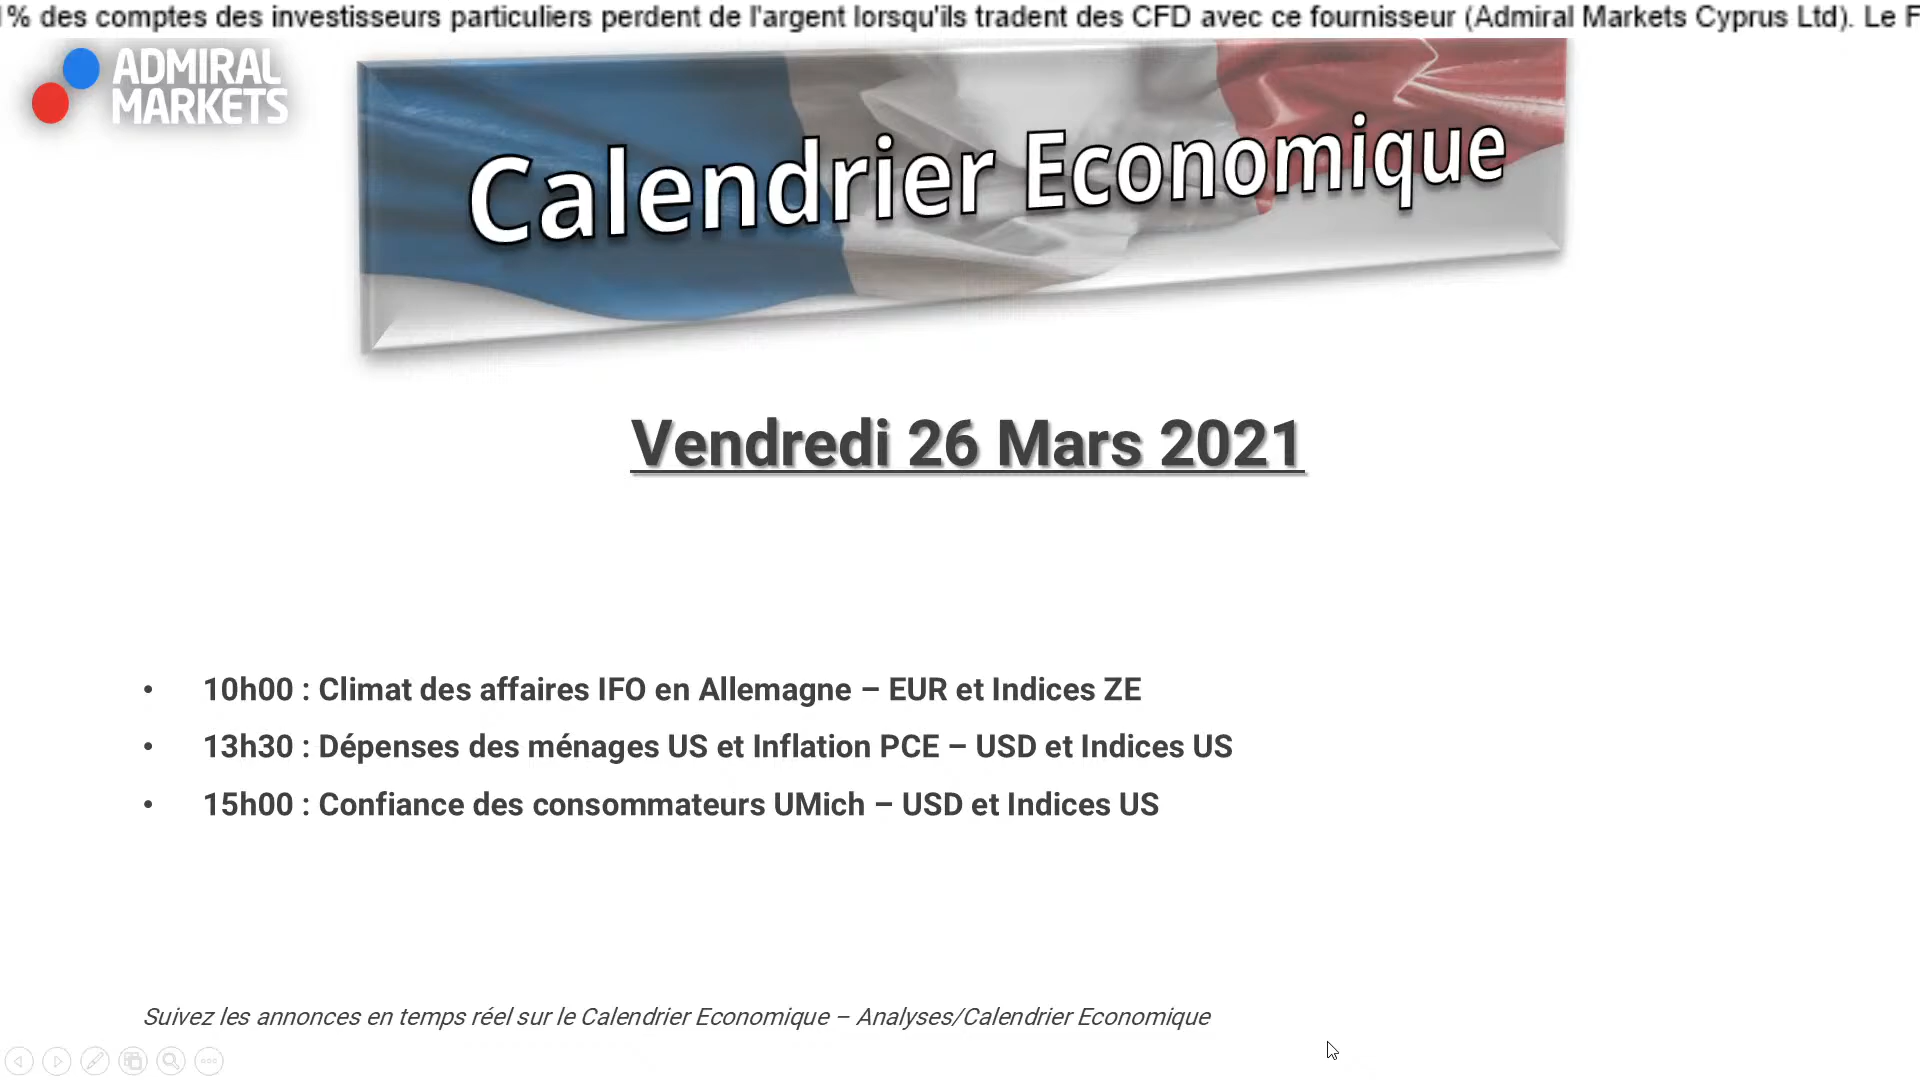 % des comptes des investisseurs particuliers perdent de l'argent lorsqu'ils tradent des CFD avec ce fournisseur (Admiral Markets Cyprus Ltd). Le
ADMIRAL
MARKETS
Calendrier Economique
Vendredi 26 Mars 2021
• 10h00 : Climat des affaires IFO en Allemagne – EUR et Indices ZE
• 13h30 : Dépenses des ménages US et Inflation PCE – USD et Indices US
• 15h00 : Confiance des consommateurs UMich – USD et Indices US
Suivez les annonces en temps réel sur le Calendrier Economique – Analyses/Calendrier Economique